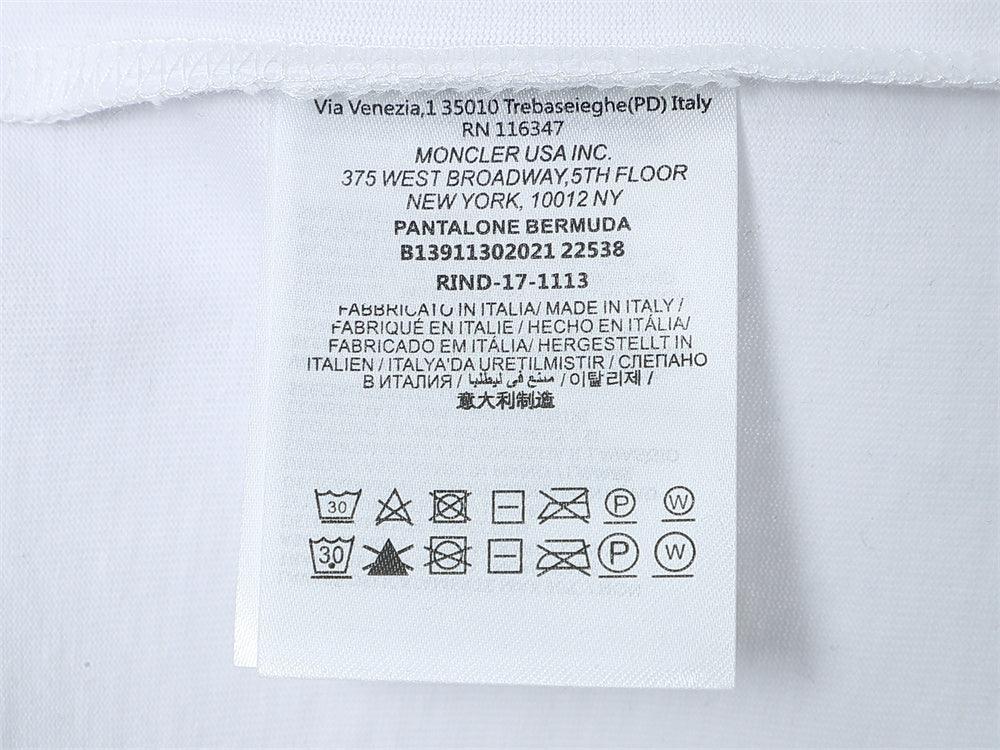 Via Venezia,1 35010 Trebaseieghe(PD) Italy
RN 116347
MONCLER USA INC.
375 WEST BROADWAY,5TH FLOOR
NEW YORK, 10012 NY
PANTALONE BERMUDA
B13911302021 22538
RIND-17-1113
FABBRICATO IN ITALIA/ MADE IN ITALY /
FABRIQUÉ EN ITALIE / HECHO EN ITÁLIA/
FABRICADO EM ITÁLIA/ HERGESTELLT IN
ITALIEN / ITALYA'DA URETILMISTIR / СЛЕПАНО
В ИТАЛИЯ / فى / 이탈리제 /
意大利制造
30 P W
30 P W